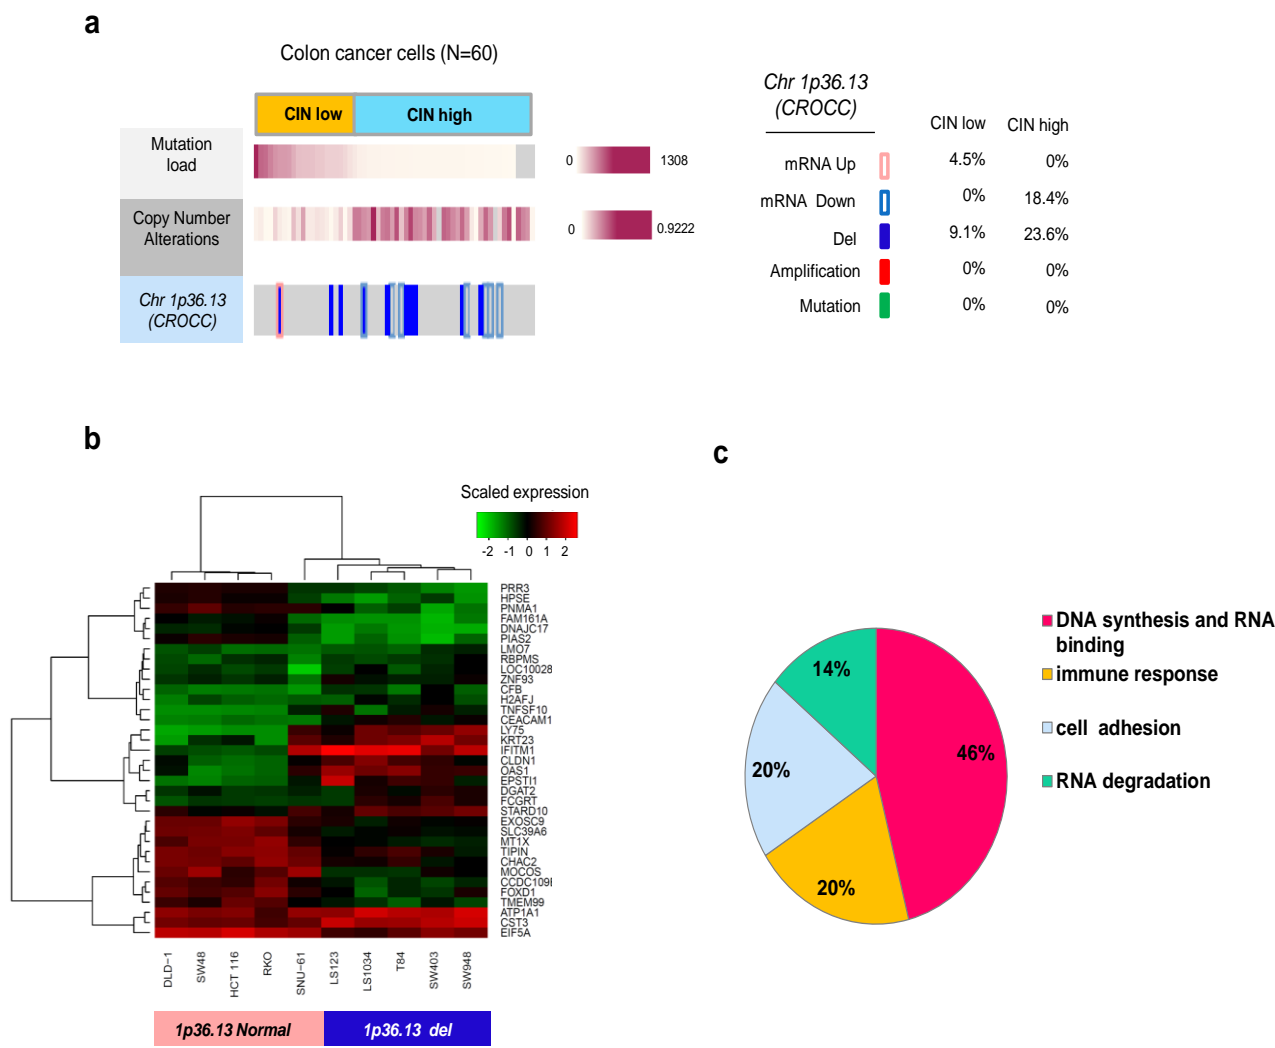 a
Colon cancer cells (N=60)
CIN low
CIN high
Mutation
load
0
1308
Copy Number
Alterations
0
0.9222
Chr 1p36.13
(CROCC)
Chr 1p36.13
(CROCC)
CIN low
CIN high
mRNA Up
4.5%
0%
mRNA Down
0%
18.4%
Del
9.1%
23.6%
Amplification
0%
0%
Mutation
0%
0%
b
Scaled expression
-2 -1 0 1 2
PRR3
HPSE
PNMA1
FAM161A
DNAJC17
PIAS2
LMO7
RBPMS
LOC10028
ZNF93
CFB
H2AFJ
TNFSF10
CEACAM1
LY75
KRT23
IFITM1
CLDN1
OAS1
EPSTI1
DGAT2
FCGRT
STARD10
EXOSC9
SLC39A6
MT1X
TIPIN
CHAC2
MOCOS
CCDC109I
FOXD1
TMEM99
ATP1A1
CST3
EIF5A
DLD-1
SW48
HCT 116
RKO
SNU-61
LS123
LS1034
T84
SW403
SW948
1p36.13 Normal
1p36.13 del
c
14%
46%
20%
20%
DNA synthesis and RNA
binding
immune response
cell adhesion
RNA degradation